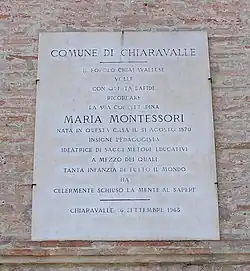 COMUNE DI CHIARAVALLE
IL POPOLO CHIARAVALLESE
VOLLE
CON QUESTA LAPIDE
RICORDARE
LA SUA CONCITTADINA
MARIA MONTESSORI
NATA IN QUESTA CASA IL 31 AGOSTO 1870
INSIGNE PEDAGOGISTA
IDEATRICE DI SAGGI METODI EDUCATIVI
A MEZZO DEI QUALI
TANTA INFANZIA DI TUTTO IL MONDO
HA
CELERMENTE SCHIUSO LA MENTE AL SAPERE
CHIARAVALLE SETTEMBRE